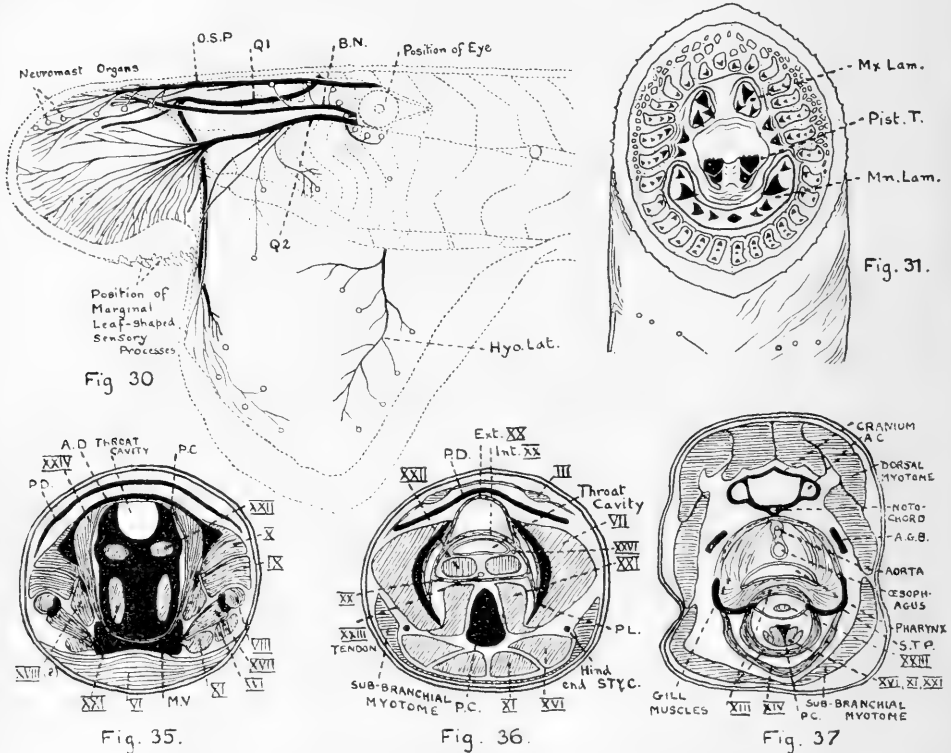 O.S.P
Q1
B.N.
Position of Eye
Neuromast Organs
Q2
Position of
Marginal
Leaf-shaped
Sensory
Processes
Hyo. Lat.
Fig 30
Mx Lam.
Pist. T.
Mn. Lam.
Fig. 31.
A.D
THROAT
CAVITY
P.C
XXIV
P.D.
XXII
X
IX
VIII
XVII
XVI
XI
M.V
VI
XXI
Fig. 35.
Ext. XX
Int. XX
P.D.
III
XXII
Throat
Cavity
VII
XXVI
XXI
XX
XXIII
TENDON
P.L.
Hind
end ST.Y.C.
SUB-BRANCHIAL
MYOTOME
P.C.
XI
XVI
Fig. 36.
CRANIUM
A.C
DORSAL
MYOTOME
NOTO-
CHORD
A.G.B.
AORTA
ŒSOPH-
AGUS
PHARYNX
S.T.P.
XXIII
XVI, XI, XXI
SUB-BRANCHIAL
MYOTOME
P.C.
XIV
XIII
GILL
MUSCLES
Fig. 37